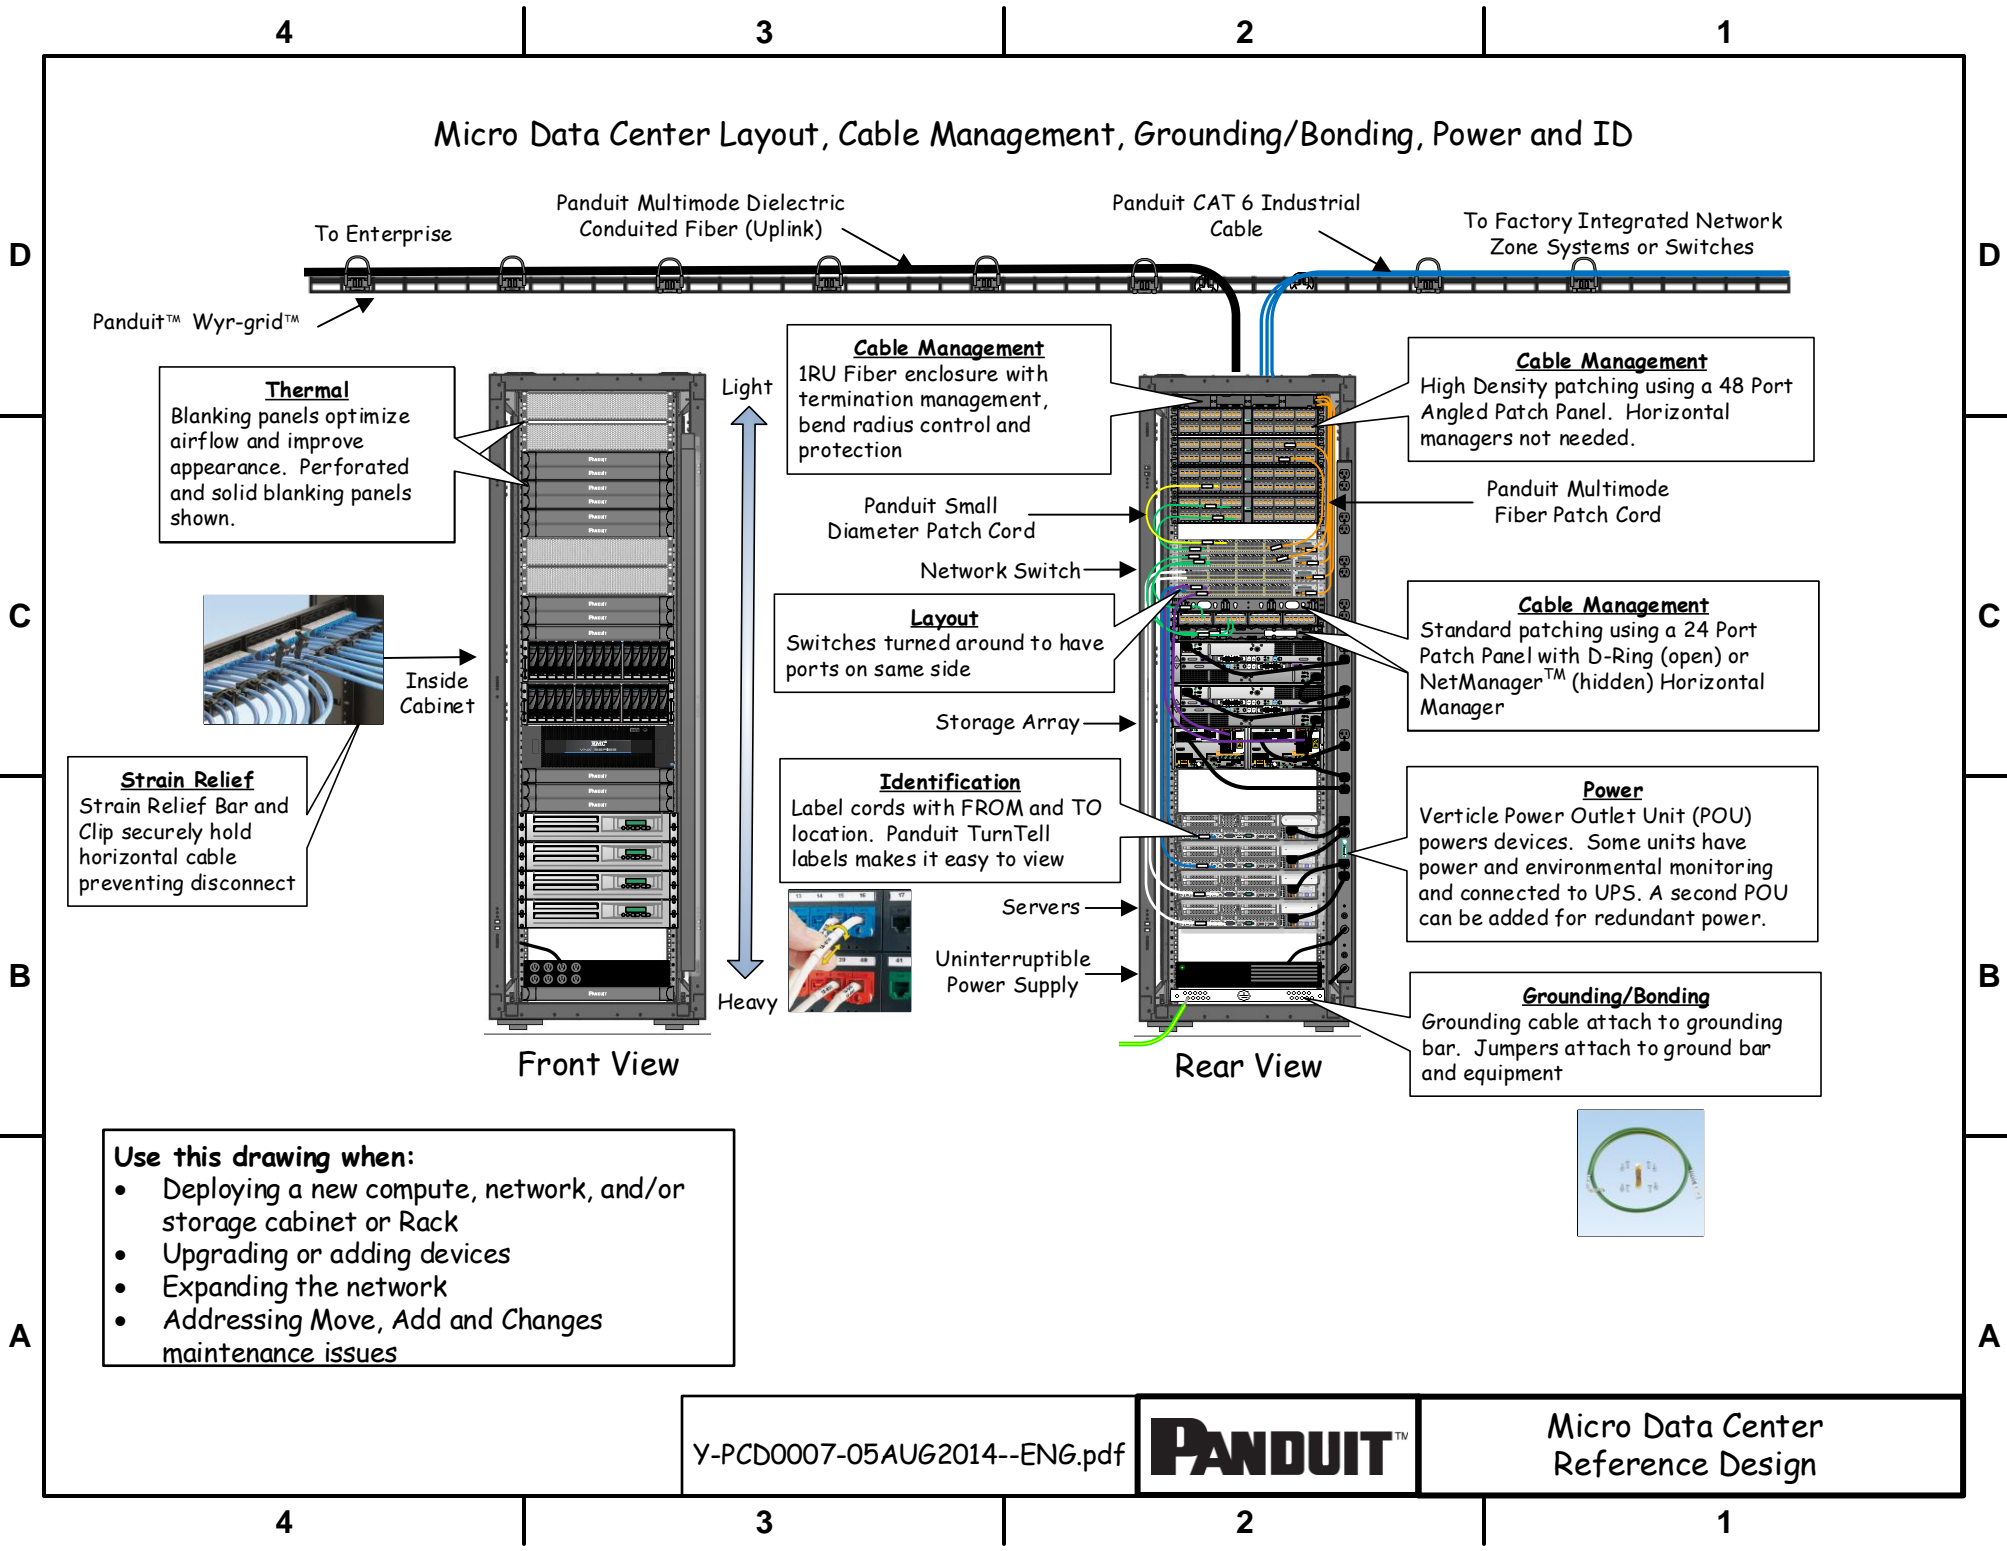 4 3 2 1
Micro Data Center Layout, Cable Management, Grounding/Bonding, Power and ID
D
D
To Enterprise
Panduit Multimode Dielectric
Conduited Fiber (Uplink)
Panduit CAT 6 Industrial
Cable
To Factory Integrated Network
Zone Systems or Switches
Panduit™ Wyr-grid™
Thermal
Blanking panels optimize
airflow and improve
appearance. Perforated
and solid blanking panels
shown.
Light
Cable Management
1RU Fiber enclosure with
termination management,
bend radius control and
protection
Cable Management
High Density patching using a 48 Port
Angled Patch Panel. Horizontal
managers not needed.
Panduit Small
Diameter Patch Cord
Panduit Multimode
Fiber Patch Cord
Network Switch
C
C
Layout
Switches turned around to have
ports on same side
Cable Management
Standard patching using a 24 Port
Patch Panel with D-Ring (open) or
NetManager™ (hidden) Horizontal
Manager
Inside
Cabinet
Storage Array
Strain Relief
Strain Relief Bar and
Clip securely hold
horizontal cable
preventing disconnect
Identification
Label cords with FROM and TO
location. Panduit TurnTell
labels makes it easy to view
Power
Verticle Power Outlet Unit (POU)
powers devices. Some units have
power and environmental monitoring
and connected to UPS. A second POU
can be added for redundant power.
13 14 15 16 17
39 40 41
Servers
Uninterruptible
Power Supply
B
B
Heavy
Grounding/Bonding
Grounding cable attach to grounding
bar. Jumpers attach to ground bar
and equipment
Front View
Rear View
Use this drawing when:
• Deploying a new compute, network, and/or
storage cabinet or Rack
• Upgrading or adding devices
• Expanding the network
• Addressing Move, Add and Changes
maintenance issues
A
A
Y-PCD0007-05AUG2014--ENG.pdf
PANDUIT™
Micro Data Center
Reference Design
4 3 2 1